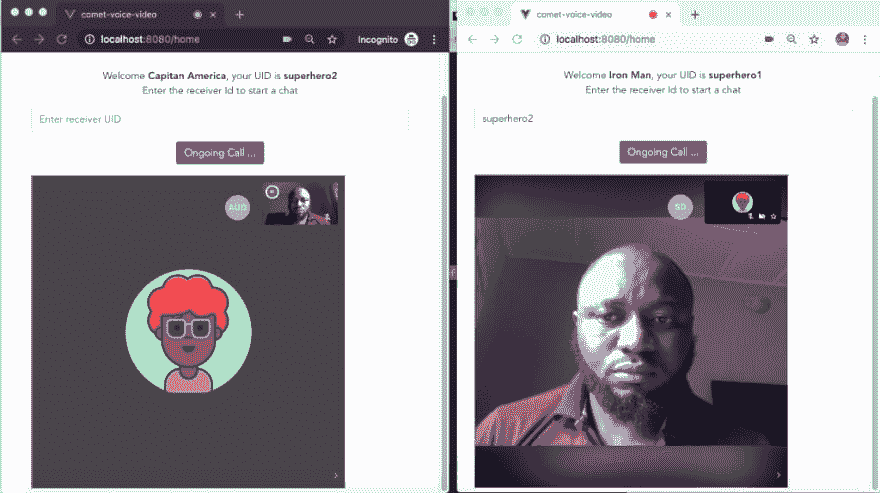 comet-voice-video
localhost:8080/home
Incognito
Welcome Capitan America, your UID is superhero2
Enter the receiver Id to start a chat
Enter receiver UID
Ongoing Call ...
AUD
comet-voice-video
localhost:8080/home
Welcome Iron Man, your UID is superhero1
Enter the receiver Id to start a chat
superhero2
Ongoing Call ...
SD